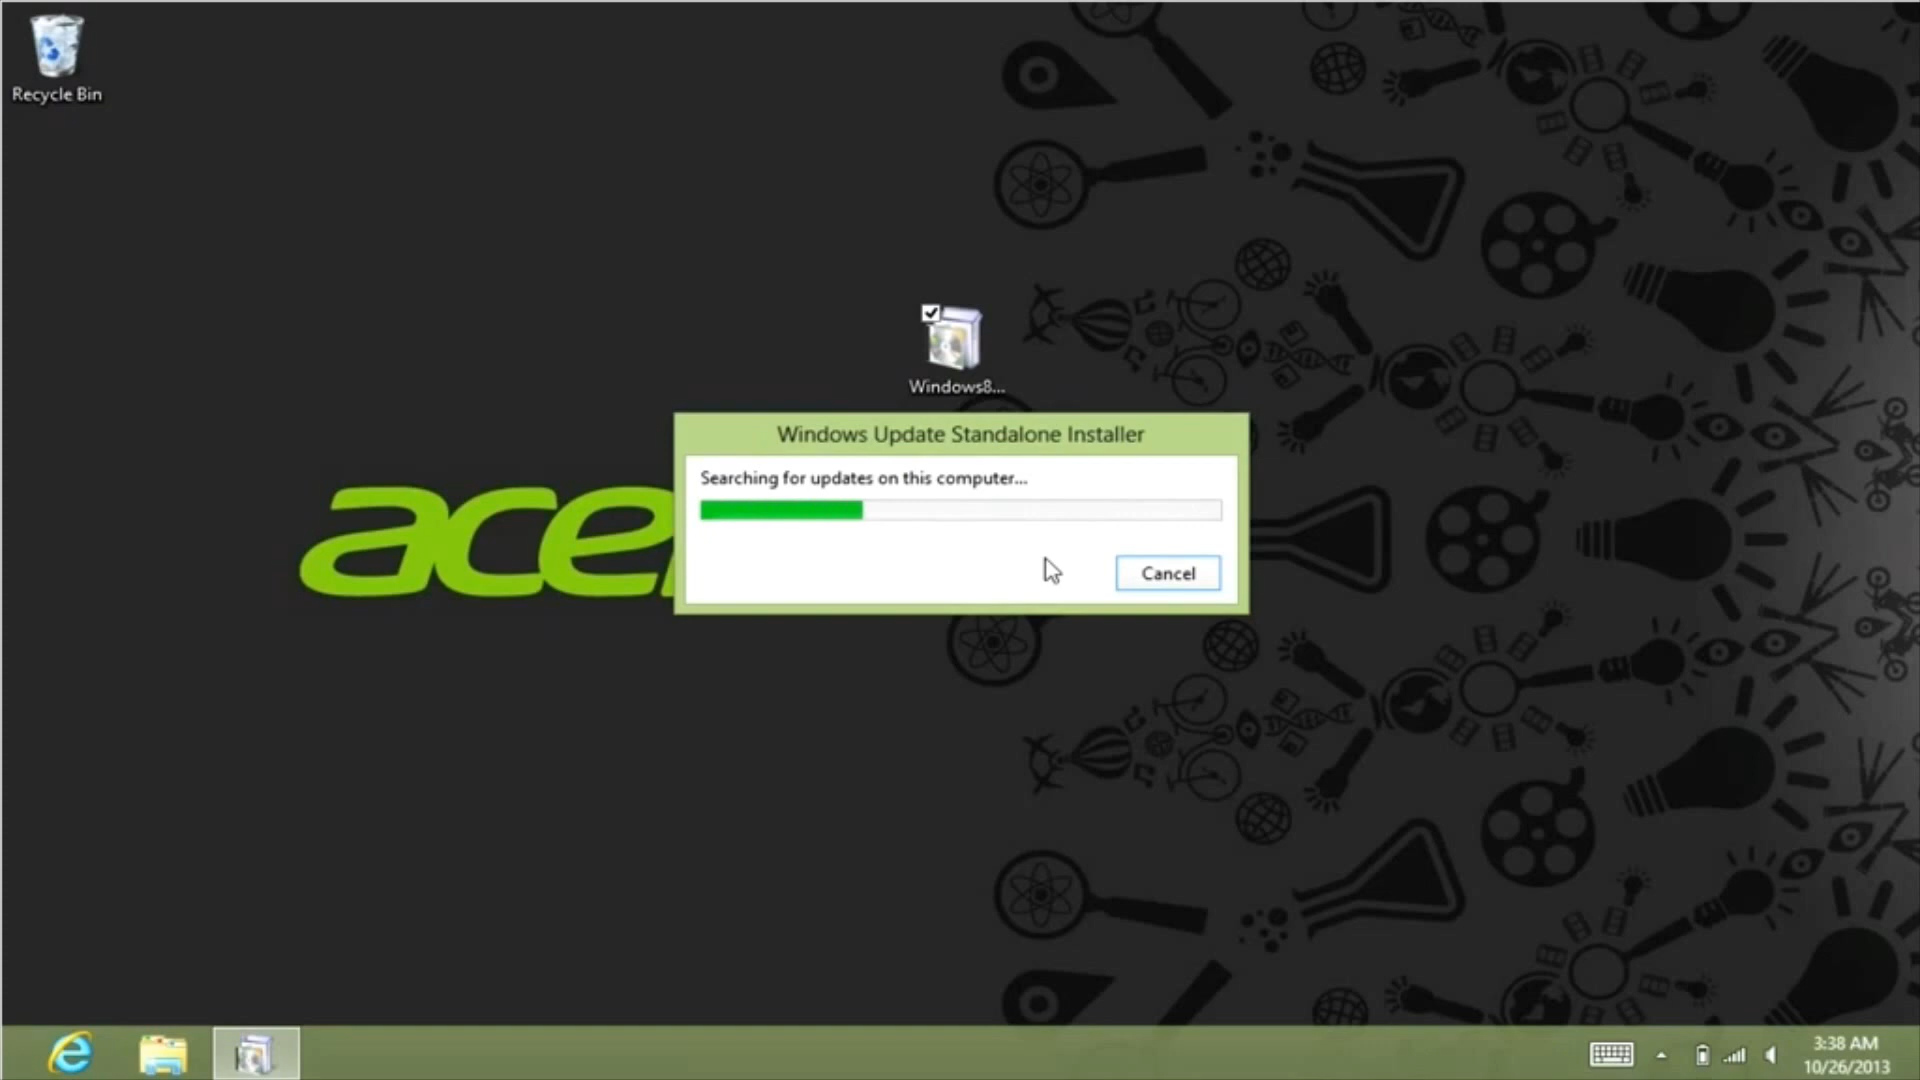 Recycle Bin
Windows8...
acer
Windows Update Standalone Installer
Searching for updates on this computer...
Cancel
3:38 AM
10/26/2013